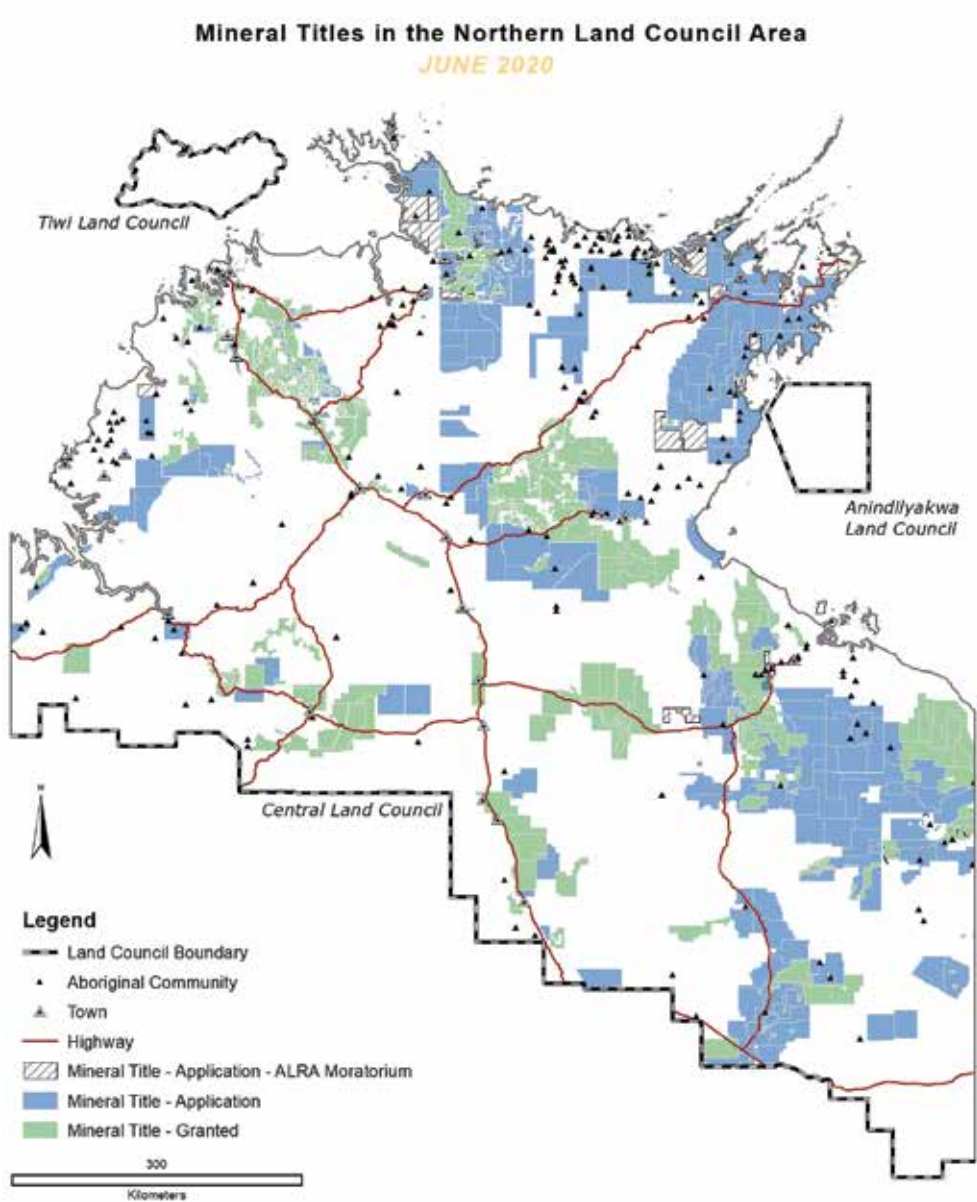 Mineral Titles in the Northern Land Council Area
JUNE 2020
Tiwi Land Council
Anindilyakwa
Land Council
Central Land Council
N
Legend
Land Council Boundary
Aboriginal Community
Town
Highway
Mineral Title - Application - ALRA Moratorium
Mineral Title - Application
Mineral Title - Granted
300
Kilometers